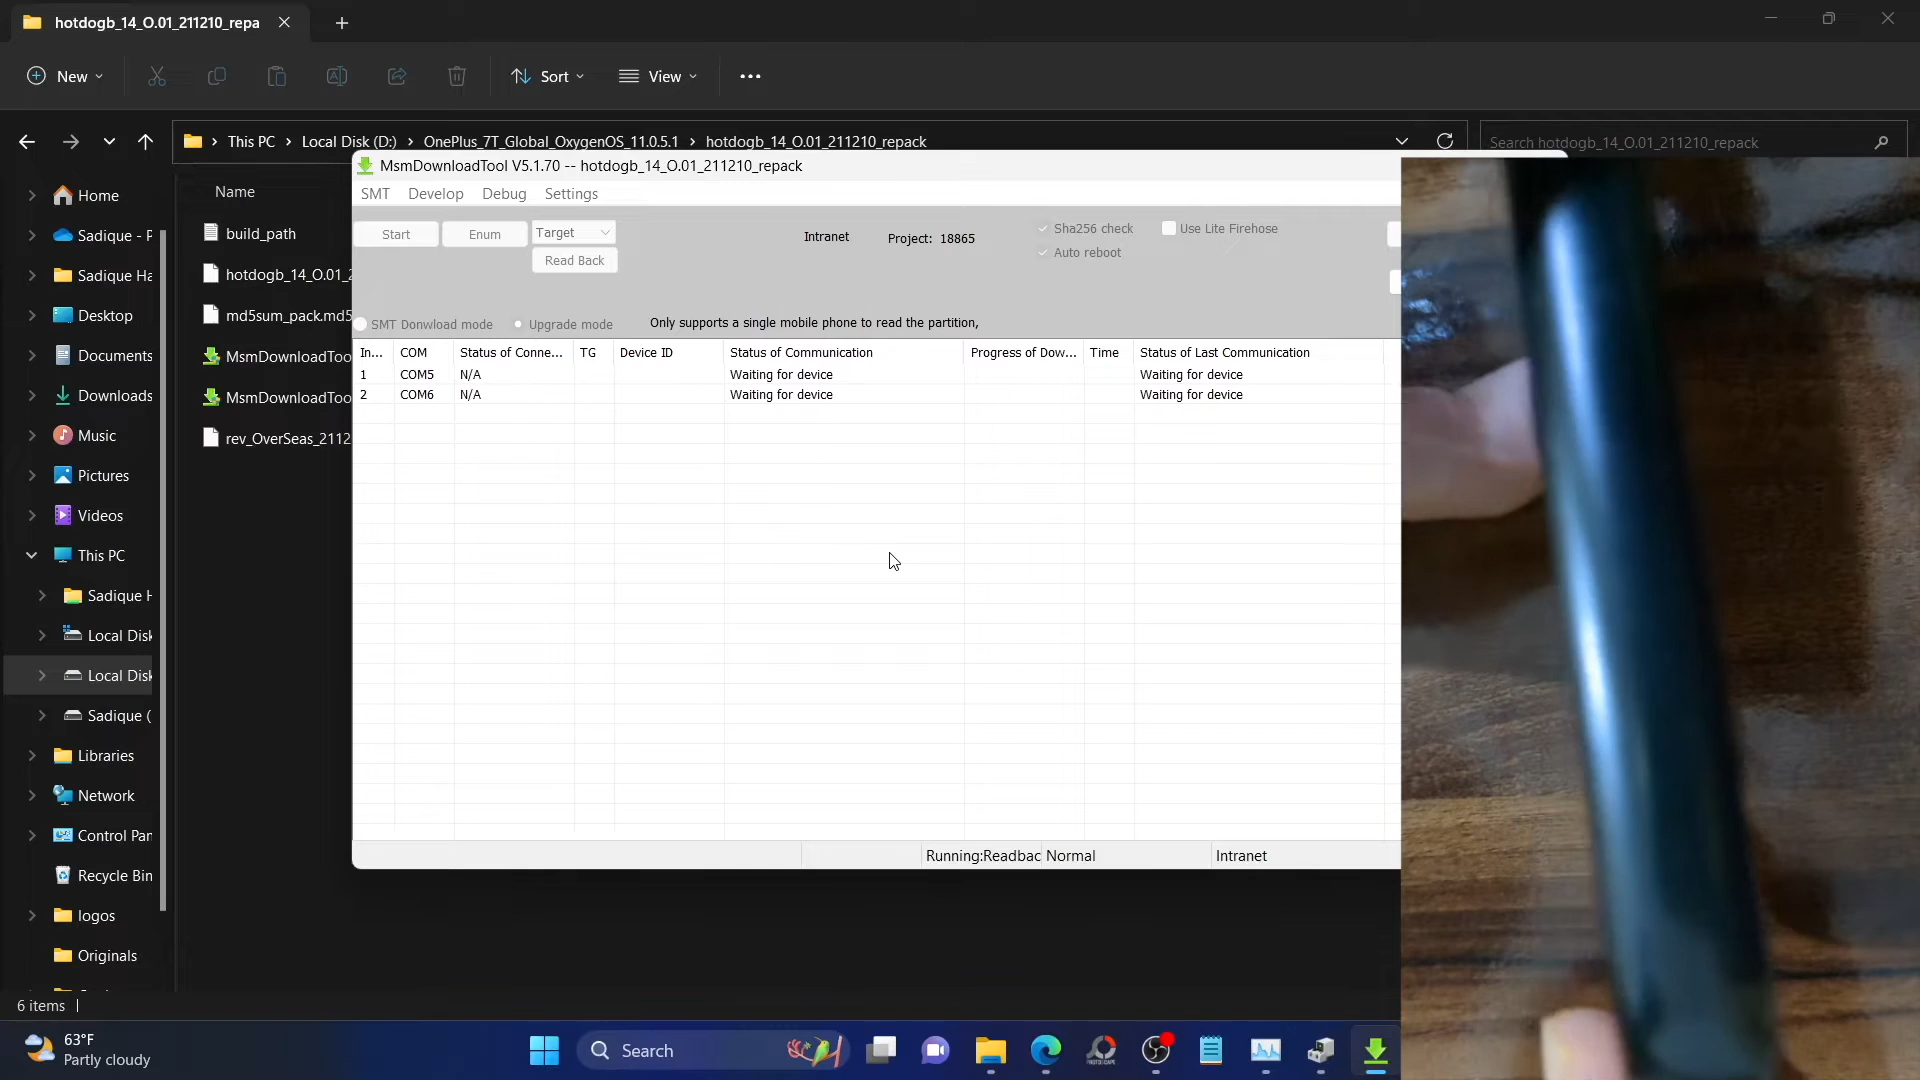 hotdogb_14_O.01_211210_repa
New
Sort
View
This PC
Local Disk (D:)
OnePlus_7T_Global_OxygenOS_11.0.5.1
hotdogb_14_O.01_211210_repack
Search hotdogb_14_O.01_211210_repack
MsmDownloadTool V5.1.70 -- hotdogb_14_O.01_211210_repack
SMT Develop Debug Settings
Start Enum Target
Read Back
Intranet
Project: 18865
Sha256 check
Use Lite Firehose
Auto reboot
SMT Donwload mode
Upgrade mode
Only supports a single mobile phone to read the partition,
In... COM Status of Conne... TG Device ID Status of Communication Progress of Dow... Time Status of Last Communication
1 COM5 N/A Waiting for device Waiting for device
2 COM6 N/A Waiting for device Waiting for device
Running:Readbac Normal Intranet
Name
build_path
hotdogb_14_O.01_2
md5sum_pack.md5
MsmDownloadToo
MsmDownloadToo
rev_OverSeas_2112
Home
Sadique - P
Sadique Ha
Desktop
Documents
Downloads
Music
Pictures
Videos
This PC
Sadique H
Local Disk
Local Disk
Sadique (
Libraries
Network
Control Pan
Recycle Bin
logos
Originals
6 items
63°F
Partly cloudy
Search